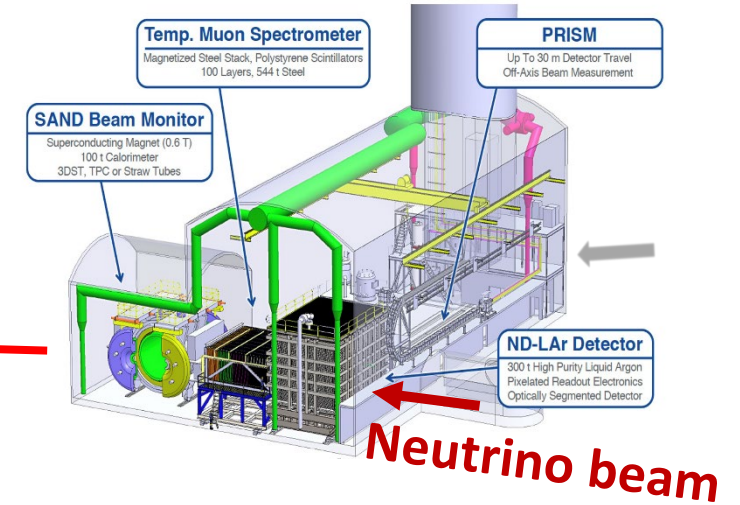 Temp. Muon Spectrometer
Magnetized Steel Stack, Polystyrene Scintillators
100 Layers, 544 t Steel
PRISM
Up To 30 m Detector Travel
Off-Axis Beam Measurement
SAND Beam Monitor
Superconducting Magnet (0.6 T)
100 t Calorimeter
3DST, TPC or Straw Tubes
ND-LAr Detector
300 t High Purity Liquid Argon
Pixelated Readout Electronics
Optically Segmented Detector
Neutrino beam